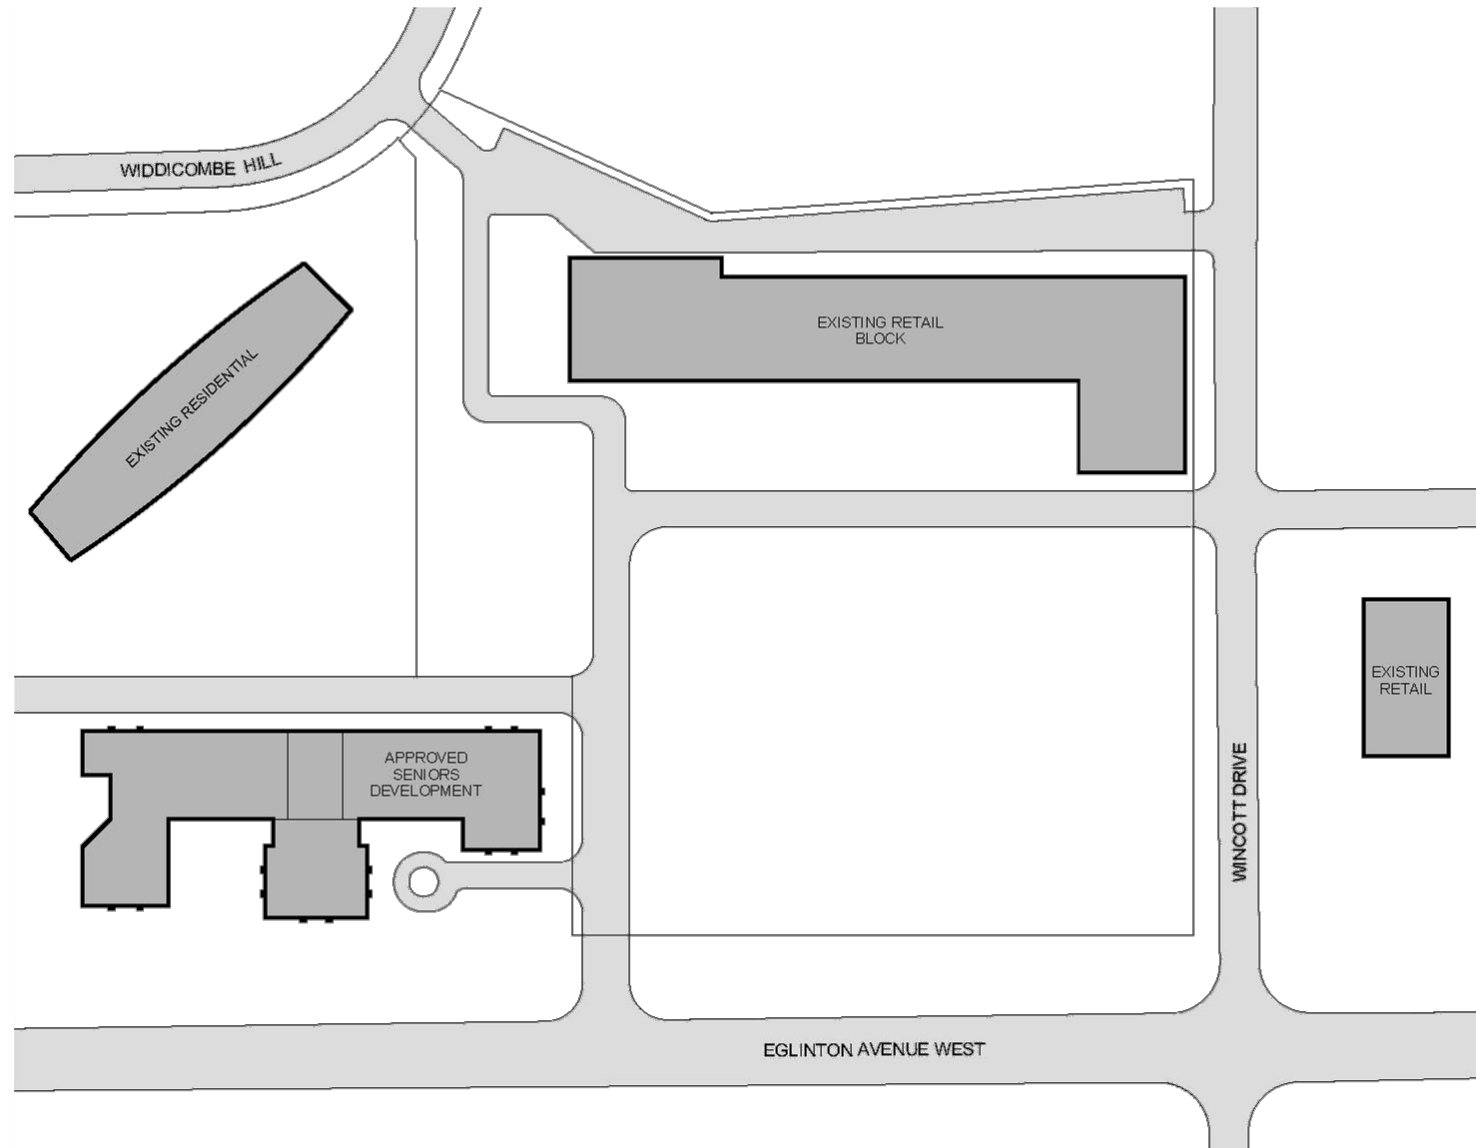 WIDDICOMBE HILL
EXISTING RETAIL
BLOCK
EXISTING RESIDENTIAL
EXISTING
RETAIL
APPROVED
SENIORS
DEVELOPMENT
WINCOTT DRIVE
EGLINTON AVENUE WEST